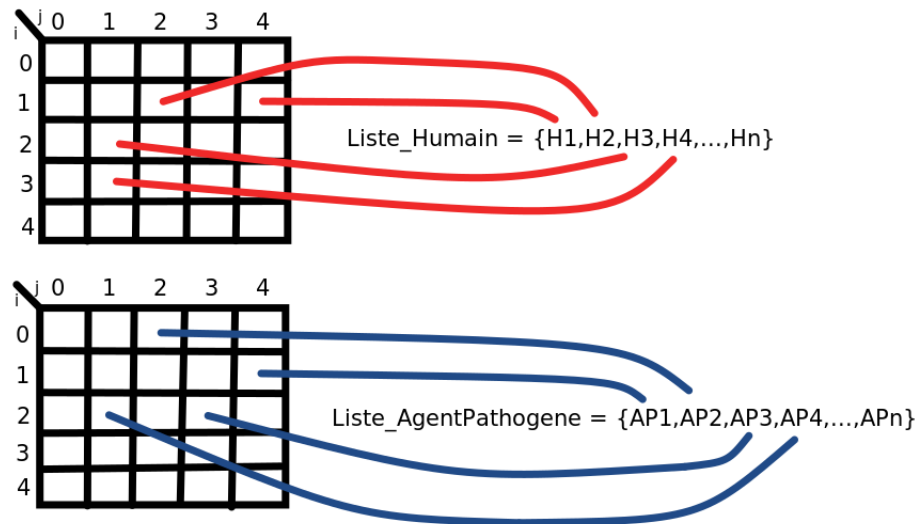 j 0 1 2 3 4
i
0
1
2
3
4
Liste_Humain = {H1,H2,H3,H4,...,Hn}
j 0 1 2 3 4
i
0
1
2
3
4
Liste_AgentPathogene = {AP1,AP2,AP3,AP4,...,APn}